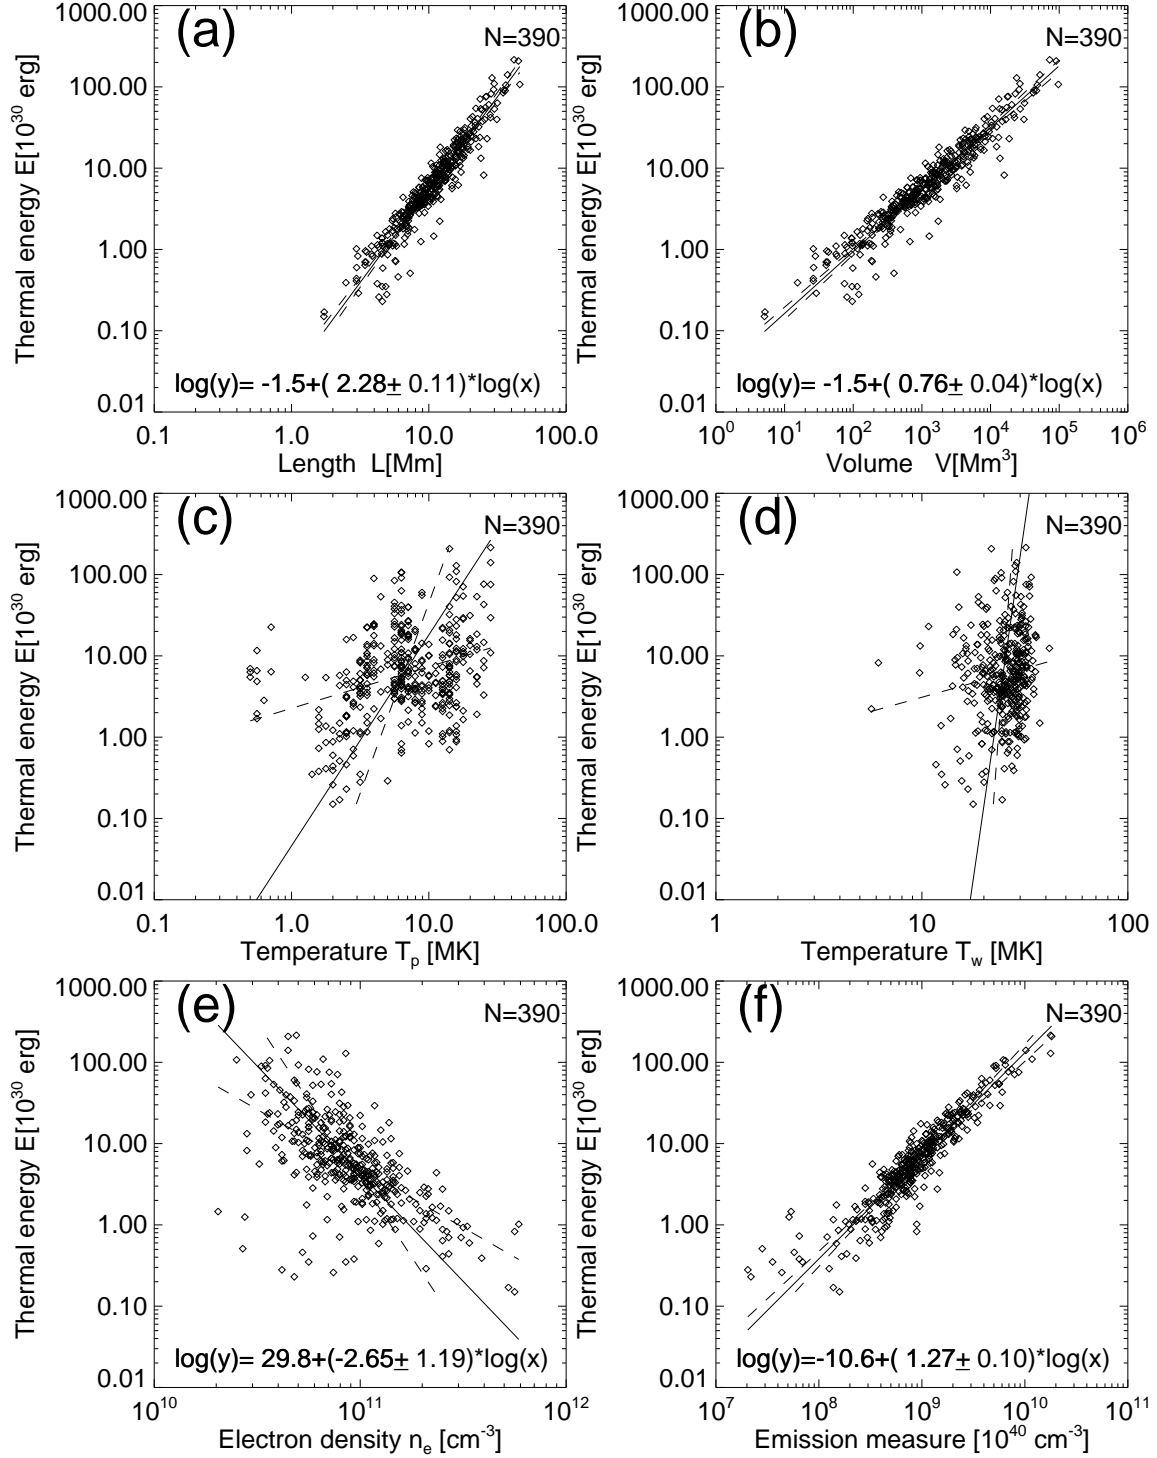 (a)
N=390
1000.00
100.00
10.00
1.00
0.10
0.01
Thermal energy E[10^30 erg]
log(y)= -1.5+( 2.28± 0.11)*log(x)
0.1 1.0 10.0 100.0
Length L[Mm]
(b)
N=390
1000.00
100.00
10.00
1.00
0.10
0.01
Thermal energy E[10^30 erg]
log(y)= -1.5+( 0.76± 0.04)*log(x)
10^0 10^1 10^2 10^3 10^4 10^5 10^6
Volume V[Mm^3]
(c)
N=390
1000.00
100.00
10.00
1.00
0.10
0.01
Thermal energy E[10^30 erg]
0.1 1.0 10.0 100.0
Temperature T_p [MK]
(d)
N=390
1000.00
100.00
10.00
1.00
0.10
0.01
Thermal energy E[10^30 erg]
1 10 100
Temperature T_w [MK]
(e)
N=390
1000.00
100.00
10.00
1.00
0.10
0.01
Thermal energy E[10^30 erg]
log(y)= 29.8+(-2.65± 1.19)*log(x)
10^10 10^11 10^12
Electron density n_e [cm^-3]
(f)
N=390
1000.00
100.00
10.00
1.00
0.10
0.01
Thermal energy E[10^30 erg]
log(y)=-10.6+( 1.27± 0.10)*log(x)
10^7 10^8 10^9 10^10 10^11
Emission measure [10^40 cm^-3]